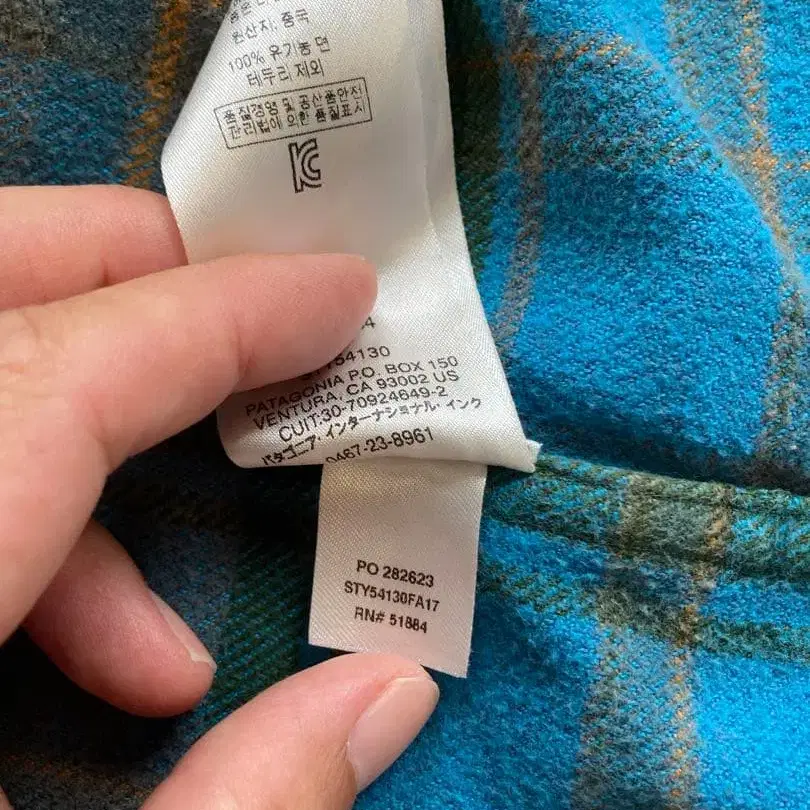 원산지: 중국
100% 유기농 면
테두리 제외
품질경영 및 공산품안전
관리법에 의한 품질표시
KC
54130
PATAGONIA P.O. BOX 150
VENTURA, CA 93002 US
CUIT:30-70924649-2
パタゴニア・インターナショナル・インク
0467-23-8961
PO 282623
STY54130FA17
RN# 51884